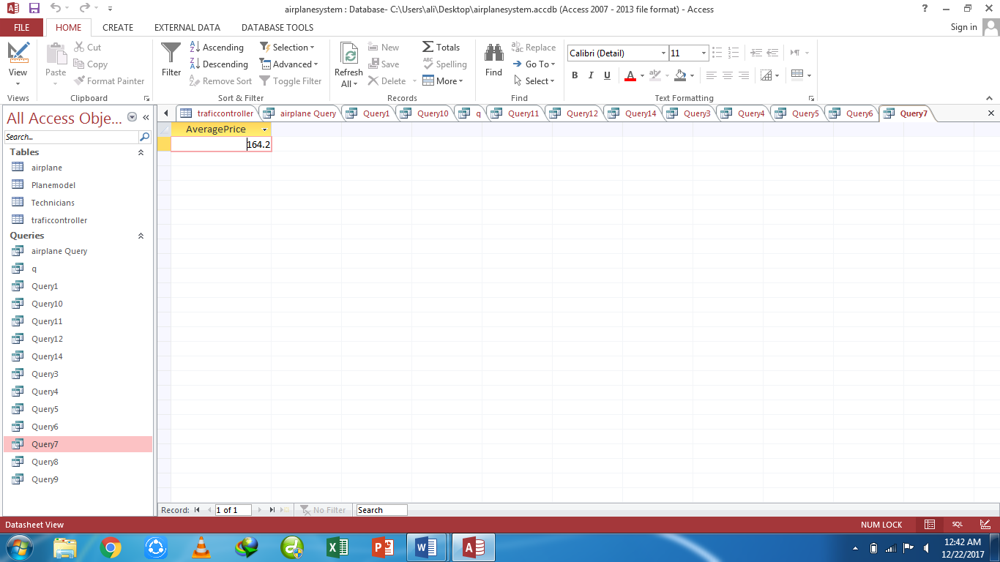 airplanesystem : Database- C:\Users\ali\Desktop\airplanesystem.accdb (Access 2007 - 2013 file format) - Access
FILE HOME CREATE EXTERNAL DATA DATABASE TOOLS Sign in
View
Views
Paste
Cut
Copy
Format Painter
Clipboard
Filter
Ascending
Descending
Remove Sort
Selection
Advanced
Toggle Filter
Sort & Filter
Refresh
All
New
Save
Delete
Totals
Spelling
More
Records
Find
Replace
Go To
Select
Find
Calibri (Detail) 11
B I U A
Text Formatting
All Access Obje...
Search...
Tables
airplane
Planemodel
Technicians
traficcontroller
Queries
airplane Query
q
Query1
Query10
Query11
Query12
Query14
Query3
Query4
Query5
Query6
Query7
Query8
Query9
traficcontroller airplane Query Query1 Query10 q Query11 Query12 Query14 Query3 Query4 Query5 Query6 Query7
AveragePrice
164.2
Record: 1 of 1 No Filter Search
Datasheet View NUM LOCK SQL
12:42 AM
12/22/2017